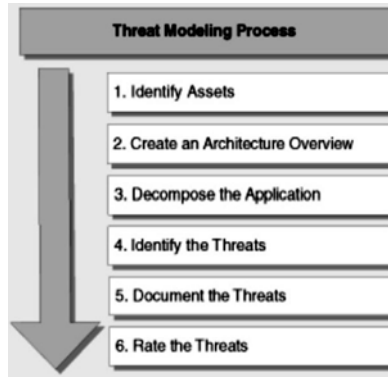 Threat Modeling Process
1. Identify Assets
2. Create an Architecture Overview
3. Decompose the Application
4. Identify the Threats
5. Document the Threats
6. Rate the Threats